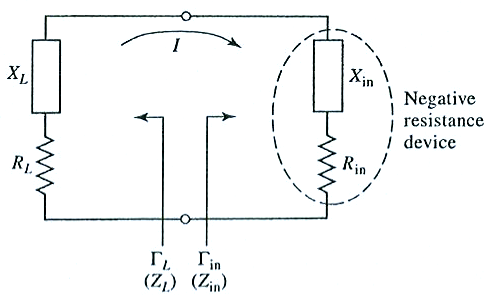 I
X_L
X_in
Negative
resistance
device
R_L
R_in
Γ_L
(Z_L)
Γ_in
(Z_in)